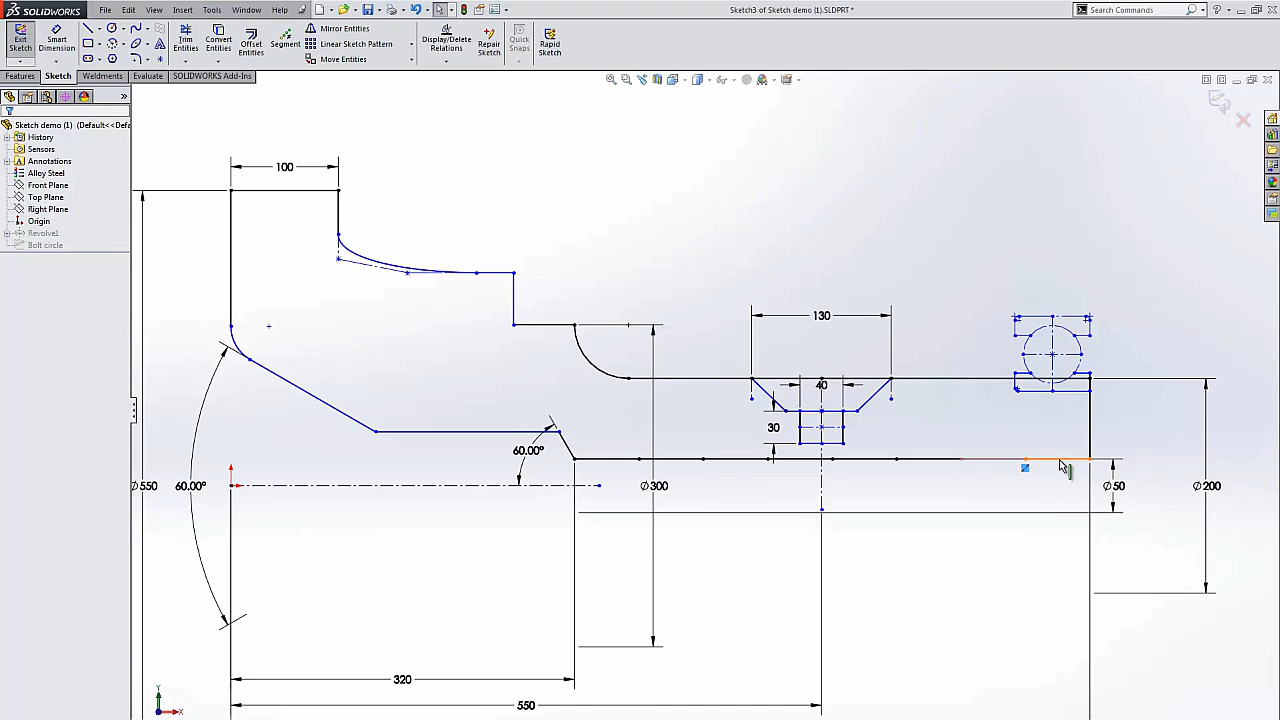 SOLIDWORKS File Edit View Insert Tools Window Help Sketch3 of Sketch demo (1).SLDPRT * Search Commands
Exit Sketch
Smart Dimension
Trim Entities
Convert Entities
Offset Entities
Segment
Mirror Entities
Linear Sketch Pattern
Move Entities
Display/Delete Relations
Repair Sketch
Quick Snaps
Rapid Sketch
Features Sketch Weldments Evaluate SOLIDWORKS Add-Ins
Sketch demo (1) (Default<<Defa
History
Sensors
Annotations
Alloy Steel
Front Plane
Top Plane
Right Plane
Origin
Revolve1
Bolt circle
100
130
40
30
60.00°
∅550
60.00°
∅300
∅50
∅200
320
550
Y
X